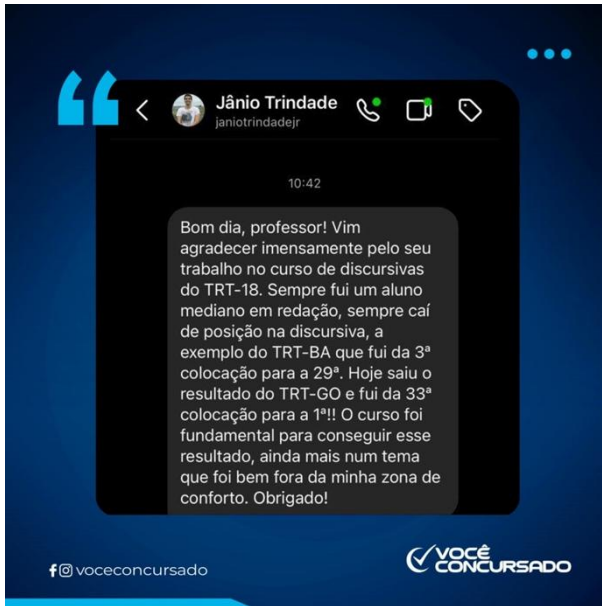 Jânio Trindade
janiotrindadejr
10:42
Bom dia, professor! Vim
agradecer imensamente pelo seu
trabalho no curso de discursivas
do TRT-18. Sempre fui um aluno
mediano em redação, sempre caí
de posição na discursiva, a
exemplo do TRT-BA que fui da 3ª
colocação para a 29ª. Hoje saiu o
resultado do TRT-GO e fui da 33ª
colocação para a 1ª!! O curso foi
fundamental para conseguir esse
resultado, ainda mais num tema
que foi bem fora da minha zona de
conforto. Obrigado!
voceconcursado
VOCÊ
CONCURSADO